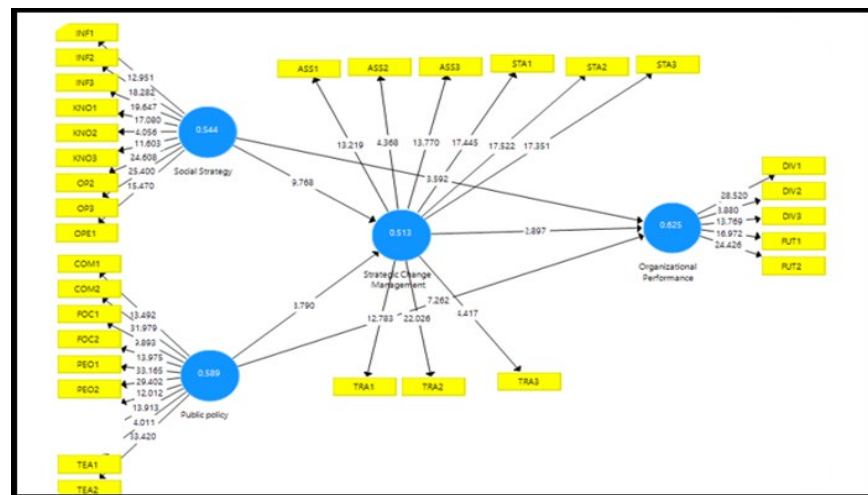 INF1
INF2
INF3
KNO1
KNO2
KNO3
OP2
OP3
OPE1
12.951
18.282
19.647
17.080
4.056
11.603
24.608
25.400
15.470
0.544
Social Strategy
ASS1
ASS2
ASS3
STA1
STA2
STA3
13.219
4.368
13.770
17.445
17.522
17.351
9.768
3.592
0.513
Strategic Change
Management
2.897
3.790
7.262
12.783
22.026
4.417
TRA1
TRA2
TRA3
0.625
Organizational
Performance
28.520
3.880
13.769
16.972
24.426
DIV1
DIV2
DIV3
FUT1
FUT2
COM1
COM2
FOC1
FOC2
PEO1
PEO2
TEA1
TEA2
13.492
31.979
9.893
13.975
33.165
29.402
12.012
13.913
4.011
33.420
0.589
Public policy